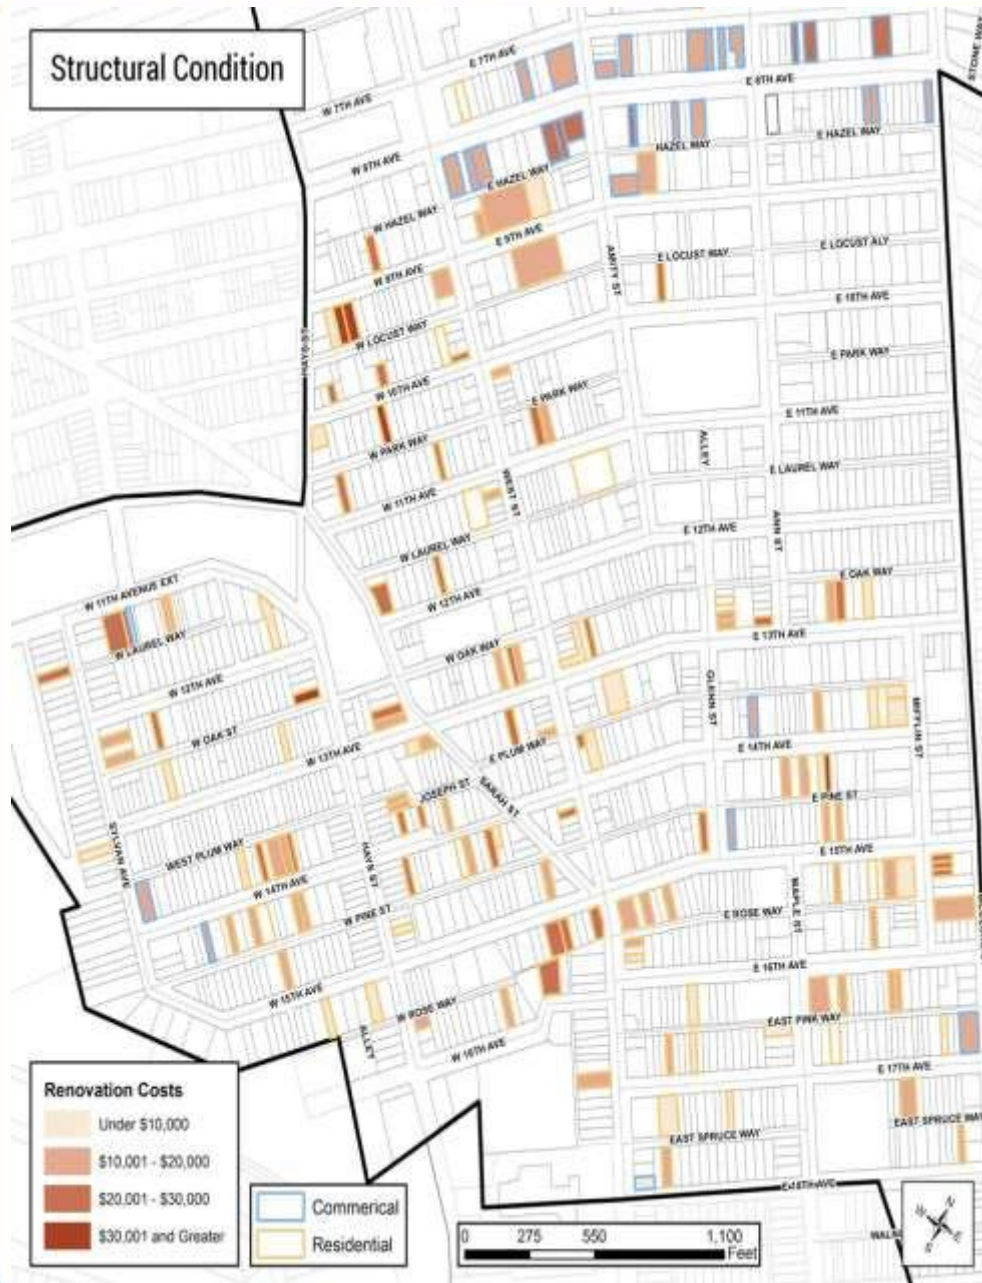 Structural Condition
STONE WAY
E 7TH AVE
W 7TH AVE
E 8TH AVE
W 8TH AVE
E HAZEL WAY
HAZEL WAY
E HAZEL WAY
W HAZEL WAY
E 9TH AVE
E LOCUST WAY
E LOCUST ALY
AMITY ST
W 9TH AVE
E 10TH AVE
HAYS ST
W LOCUST WAY
E PARK WAY
W 10TH AVE
E PARK WAY
E 11TH AVE
W PARK WAY
ALLEY
E LAUREL WAY
WEST ST
W 11TH AVE
E 12TH AVE
ANN ST
W LAUREL WAY
E OAK WAY
W 11TH AVENUE EXT
W 12TH AVE
E 13TH AVE
W LAUREL WAY
W OAK WAY
W 12TH AVE
GLENN ST
MIFFLIN ST
W OAK ST
W 13TH AVE
E PLUM WAY
E 14TH AVE
SARAH ST
JOSEPH ST
E PINE ST
SYLVAN AVE
WEST PLUM WAY
HAYS ST
E 15TH AVE
W 14TH AVE
W PINE ST
MAPLE ST
E ROSE WAY
E 16TH AVE
W 15TH AVE
W ROSE WAY
EAST PINK WAY
ALLEY
W 16TH AVE
E 17TH AVE
EAST SPRUCE WAY
EAST SPRUCE WAY
E 18TH AVE
Renovation Costs
Under $10,000
$10,001 - $20,000
$20,001 - $30,000
$30,001 and Greater
Commerical
Residential
0 275 550 1,100
Feet
N
W
E
S